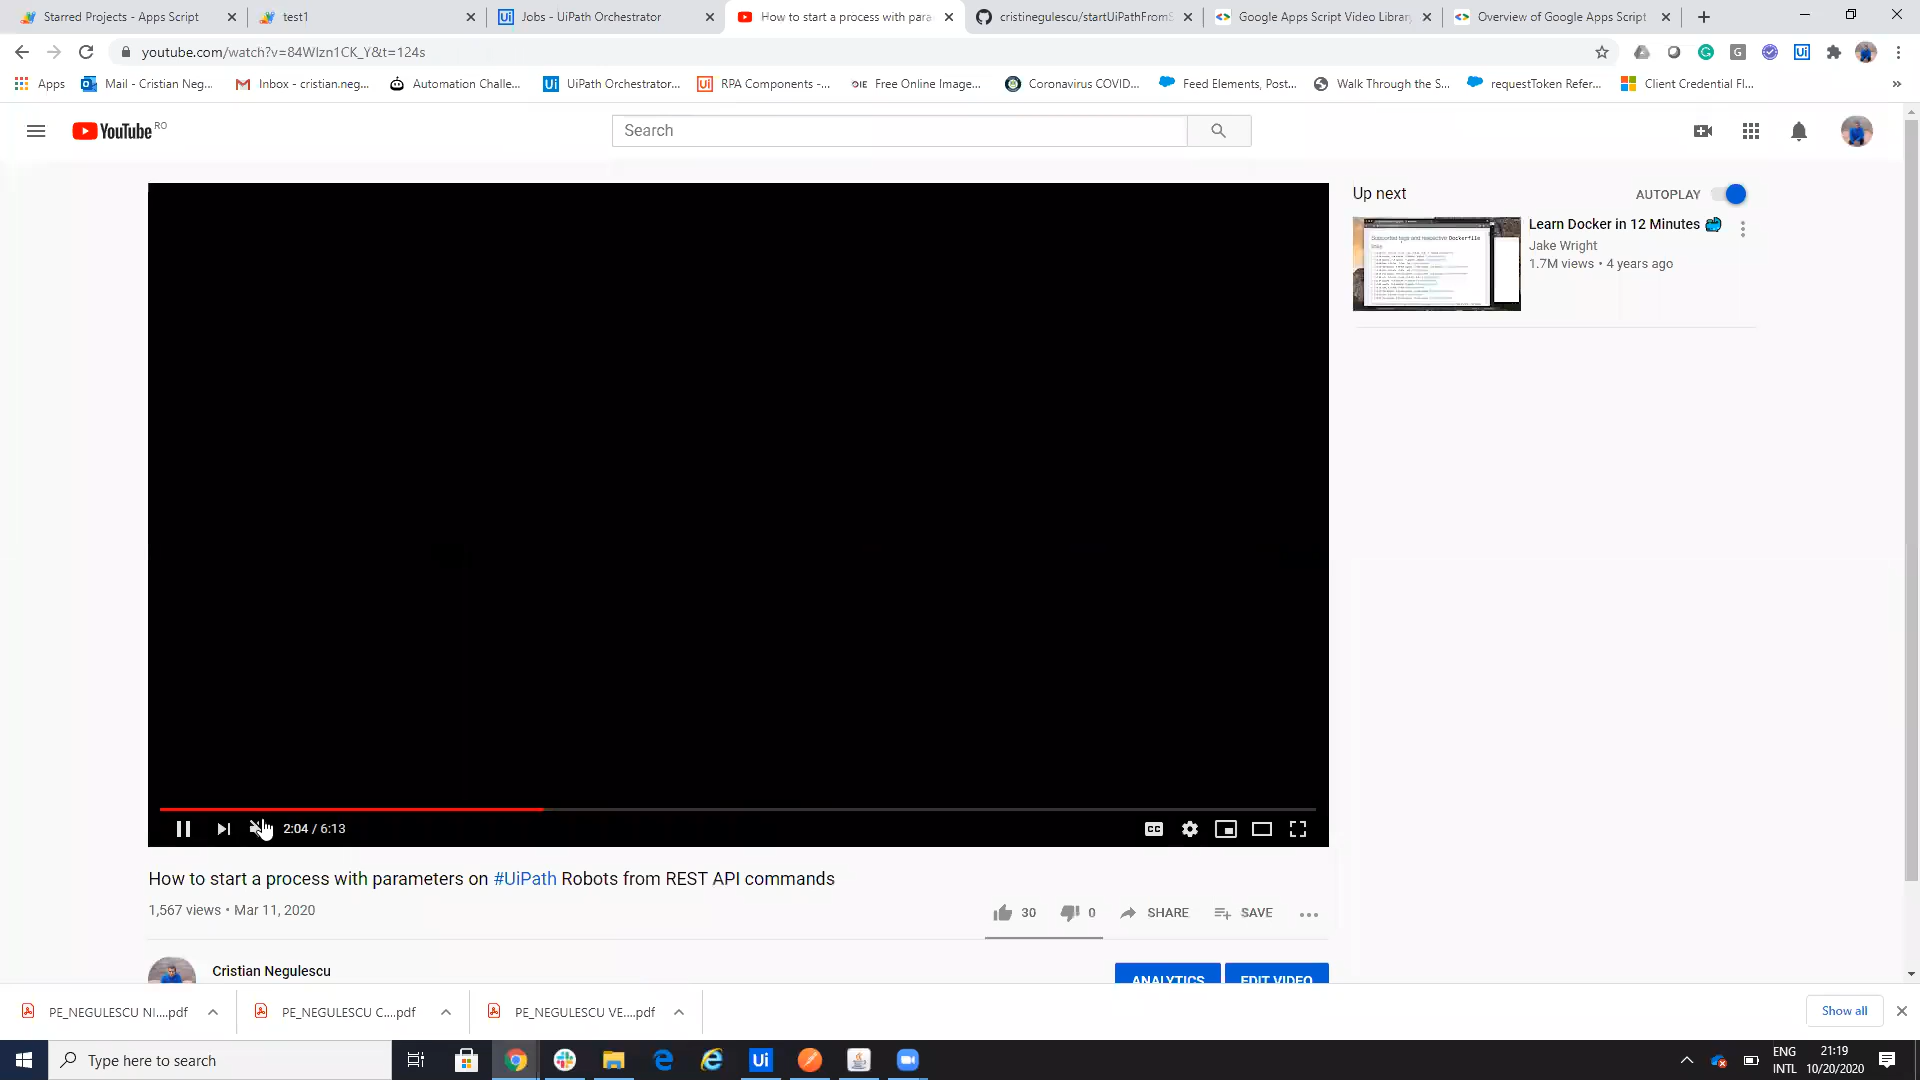 Starred Projects - Apps Script
test1
Jobs - UiPath Orchestrator
How to start a process with para
cristinegulescu/startUiPathFromS
Google Apps Script Video Library
Overview of Google Apps Script
youtube.com/watch?v=84Wlzn1CK_Y&t=124s
Apps
Mail - Cristian Neg...
Inbox - cristian.neg...
Automation Challe...
UiPath Orchestrator...
RPA Components -...
Free Online Image...
Coronavirus COVID...
Feed Elements, Post...
Walk Through the S...
requestToken Refer...
Client Credential Fl...
»
YouTube RO
Search
Up next
AUTOPLAY
Learn Docker in 12 Minutes
Jake Wright
1.7M views • 4 years ago
2:04 / 6:13
CC
How to start a process with parameters on #UiPath Robots from REST API commands
1,567 views • Mar 11, 2020
30
0
SHARE
SAVE
Cristian Negulescu
ANALYTICS
EDIT VIDEO
PE_NEGULESCU NI....pdf
PE_NEGULESCU C....pdf
PE_NEGULESCU VE....pdf
Show all
Type here to search
ENG
INTL
21:19
10/20/2020